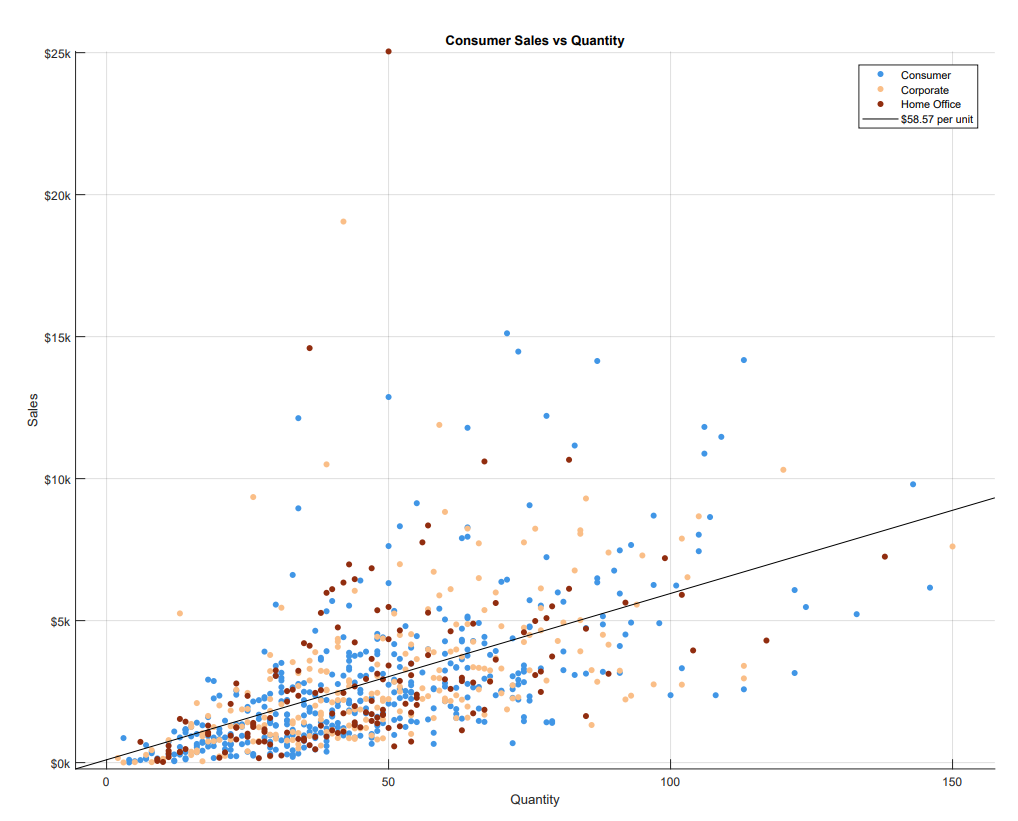 Consumer Sales vs Quantity
$25k
$20k
$15k
$10k
$5k
$0k
Sales
0
50
100
150
Quantity
Consumer
Corporate
Home Office
$58.57 per unit